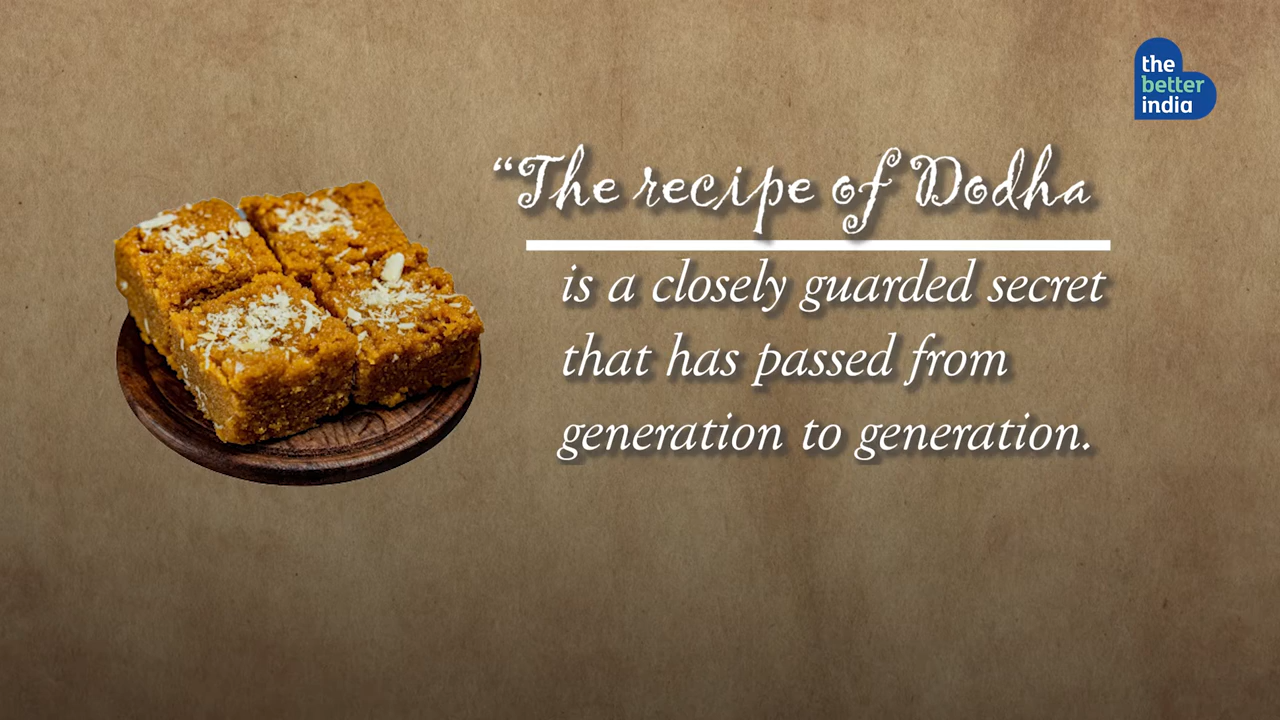 the
better
india
“The recipe of Dodha
is a closely guarded secret
that has passed from
generation to generation.